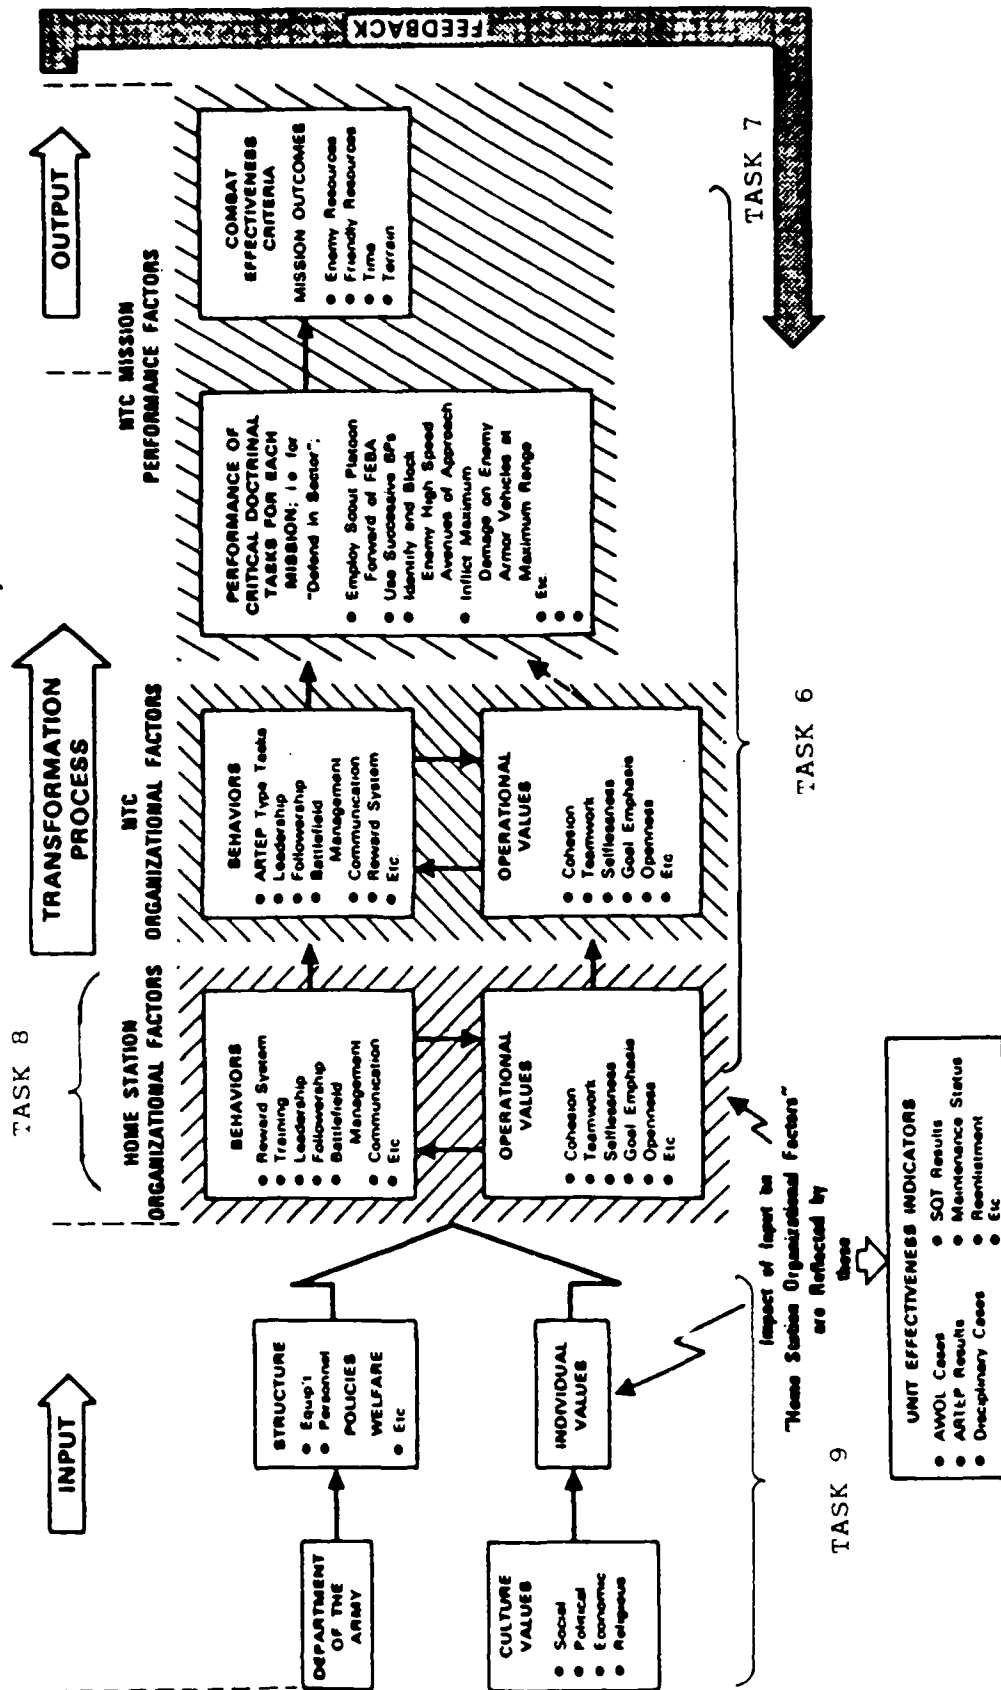 TASK 8
INPUT
TRANSFORMATION
PROCESS
OUTPUT
HOME STATION
ORGANIZATIONAL FACTORS
NTC
ORGANIZATIONAL FACTORS
NTC MISSION
PERFORMANCE FACTORS
FEEDBACK
DEPARTMENT
OF THE
ARMY
STRUCTURE
● Equip't
● Personnel
POLICIES
WELFARE
● Etc
CULTURE
VALUES
● Social
● Political
● Economic
● Religious
INDIVIDUAL
VALUES
BEHAVIORS
● Reward System
● Training
● Leadership
● Followership
● Battlefield
Management
● Communication
● Etc
OPERATIONAL
VALUES
● Cohesion
● Teamwork
● Selflessness
● Goal Emphasis
● Openness
● Etc
BEHAVIORS
● ARTEP Type Tasks
● Leadership
● Followership
● Battlefield
Management
● Communication
● Reward System
● Etc
OPERATIONAL
VALUES
● Cohesion
● Teamwork
● Selflessness
● Goal Emphasis
● Openness
● Etc
PERFORMANCE OF
CRITICAL DOCTRINAL
TASKS FOR EACH
MISSION; i e for
"Defend in Sector";
● Employ Scout Platoon
Forward of FEBA
● Use Successive BPs
● Identify and Block
Enemy High Speed
Avenues of Approach
● Inflict Maximum
Damage on Enemy
Armor Vehicles at
Maximum Range
● Etc
●
●
COMBAT
EFFECTIVENESS
CRITERIA
MISSION OUTCOMES
● Enemy Resources
● Friendly Resources
● Time
● Terrain
TASK 9
TASK 6
TASK 7
Impact of Input to
"Home Station Organizational Factors"
are Reflected by
these
UNIT EFFECTIVENESS INDICATORS
● AWOL Cases
● ARTEP Results
● Disciplinary Cases
● SQT Results
● Maintenance Status
● Reenlistment
● Etc